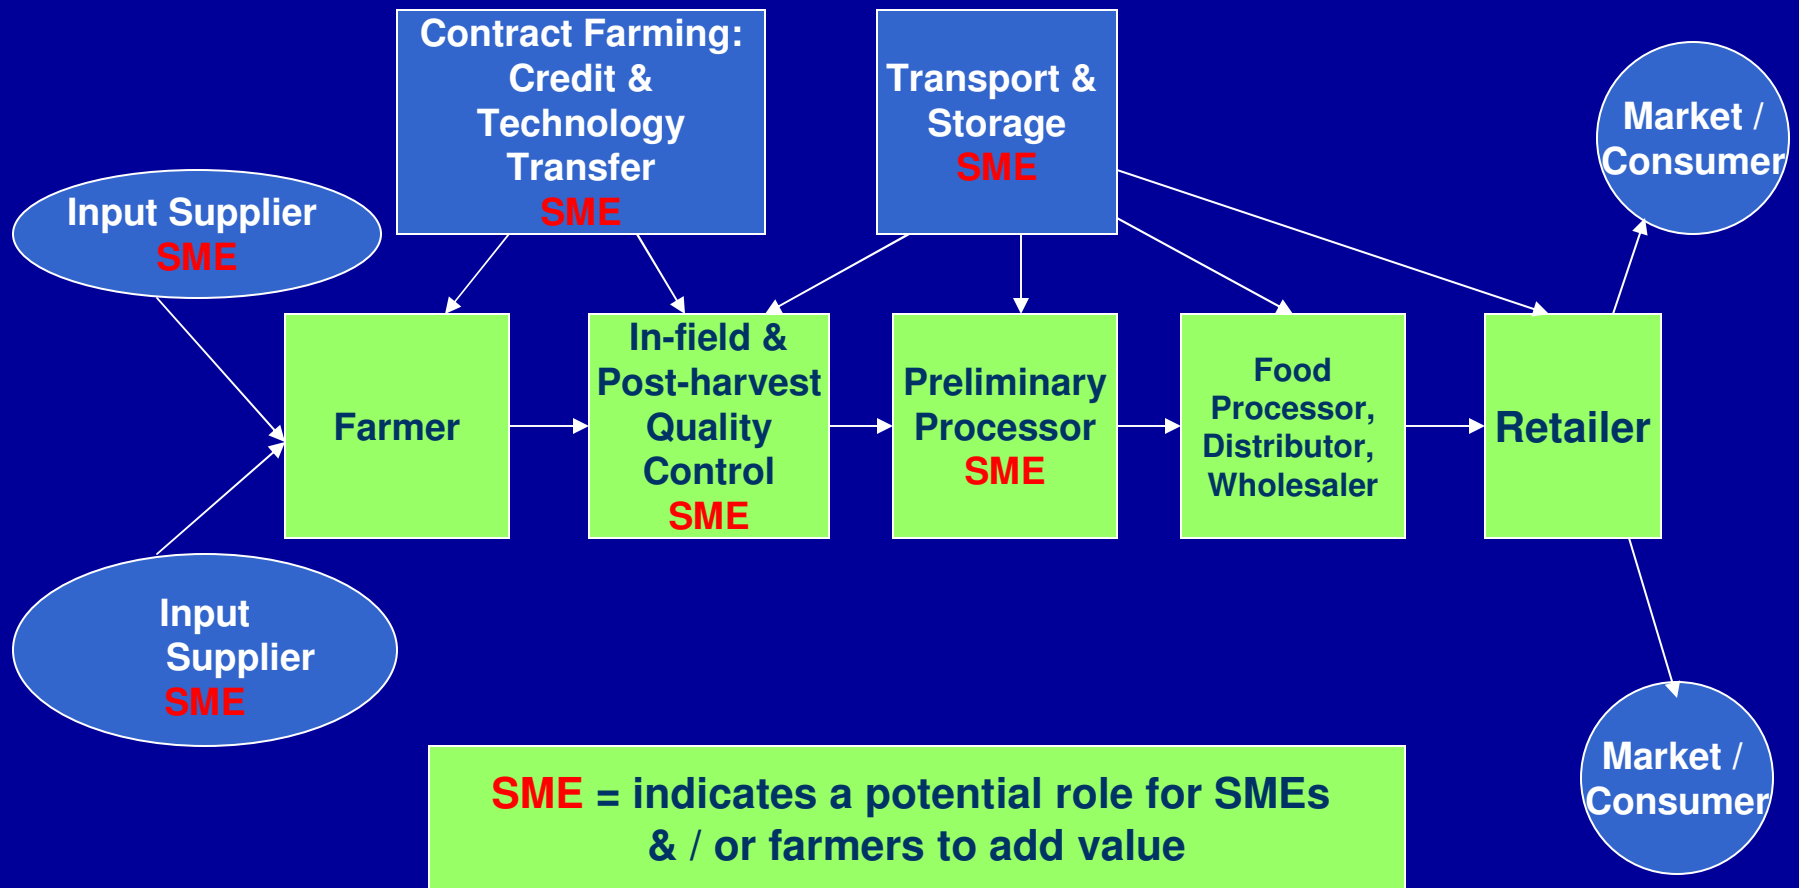 Contract Farming:
Credit &
Technology
Transfer
SME
Transport &
Storage
SME
Market /
Consumer
Input Supplier
SME
Farmer
In-field &
Post-harvest
Quality
Control
SME
Preliminary
Processor
SME
Food
Processor,
Distributor,
Wholesaler
Retailer
Input
Supplier
SME
Market /
Consumer
SME = indicates a potential role for SMEs
& / or farmers to add value